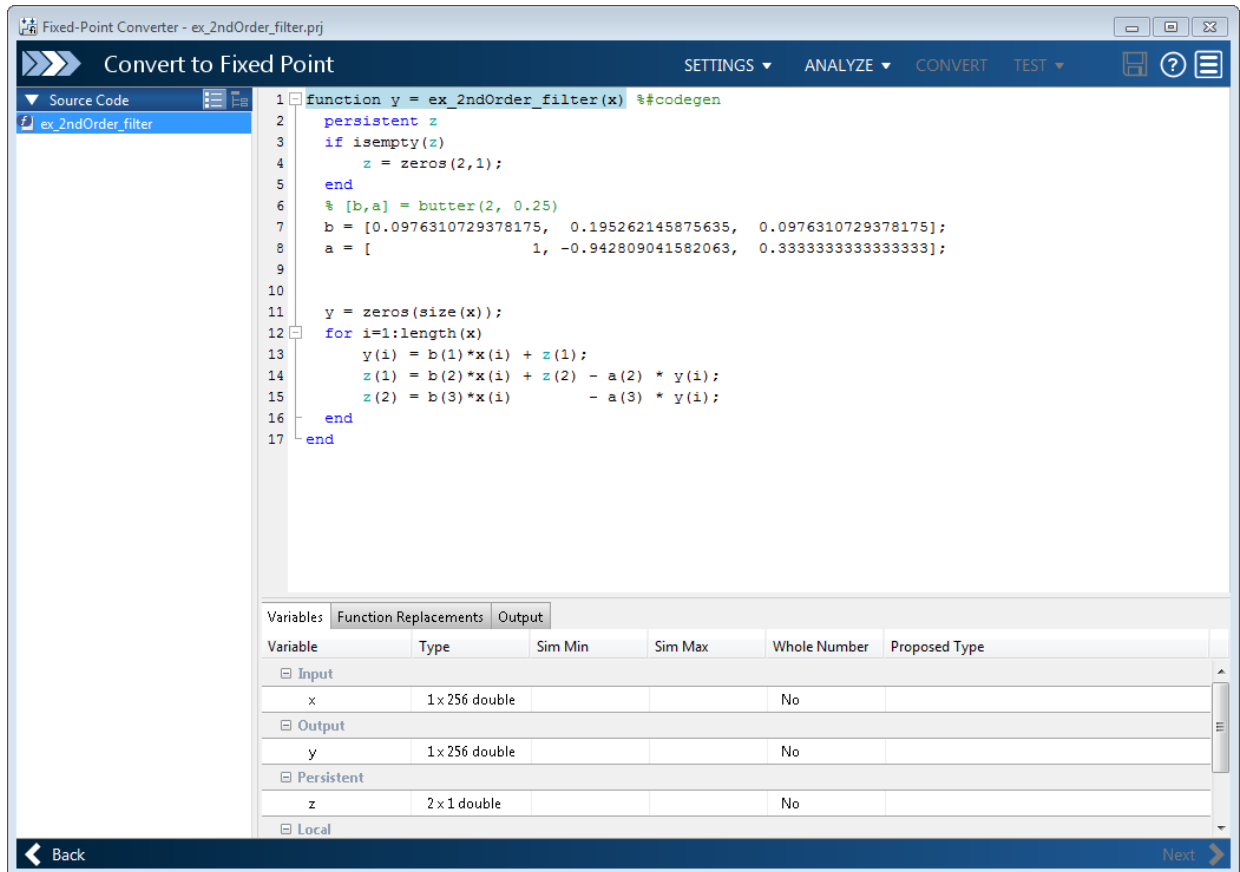 Fixed-Point Converter - ex_2ndOrder_filter.prj
Convert to Fixed Point SETTINGS ▼ ANALYZE ▼ CONVERT TEST ▼
Source Code
ex_2ndOrder_filter
1 function y = ex_2ndOrder_filter(x) %#codegen
2 persistent z
3 if isempty(z)
4 z = zeros(2,1);
5 end
6 % [b,a] = butter(2, 0.25)
7 b = [0.0976310729378175, 0.195262145875635, 0.0976310729378175];
8 a = [ 1, -0.942809041582063, 0.3333333333333333];
9
10
11 y = zeros(size(x));
12 for i=1:length(x)
13 y(i) = b(1)*x(i) + z(1);
14 z(1) = b(2)*x(i) + z(2) - a(2) * y(i);
15 z(2) = b(3)*x(i) - a(3) * y(i);
16 end
17 end
Variables Function Replacements Output
Variable Type Sim Min Sim Max Whole Number Proposed Type
Input
x 1 x 256 double No
Output
y 1 x 256 double No
Persistent
z 2 x 1 double No
Local
Back Next